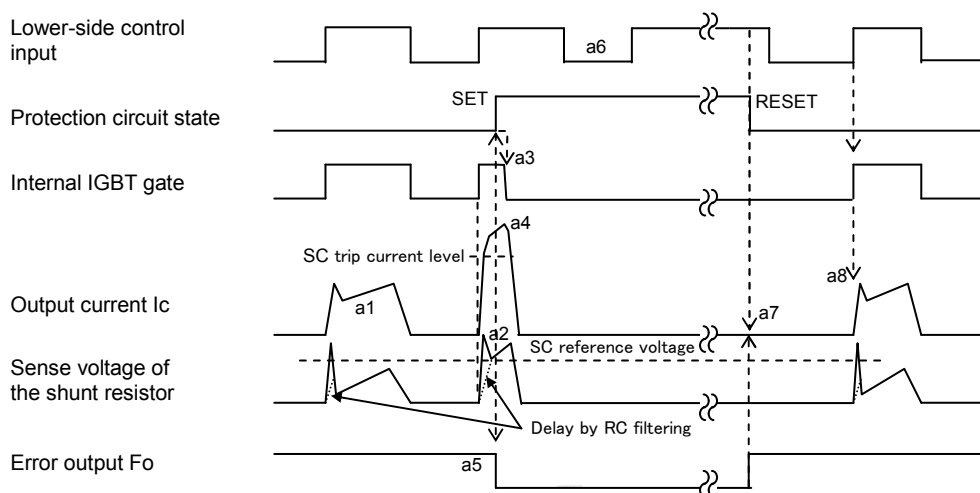 Lower-side control
input
a6
SET
RESET
Protection circuit state
a3
Internal IGBT gate
a4
SC trip current level
a8
Output current Ic
a1
a7
a2
SC reference voltage
Sense voltage of
the shunt resistor
Delay by RC filtering
Error output Fo
a5